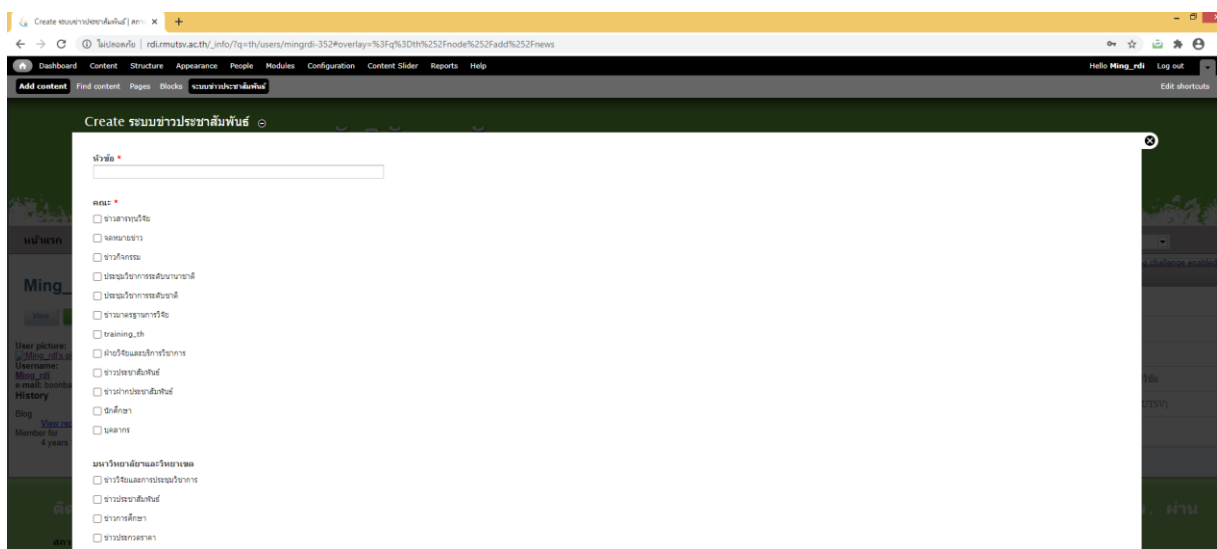 Create ระบบข่าวประชาสัมพันธ์ | สถา
ไม่ปลอดภัย | rdi.rmutsv.ac.th/_info/?q=th/users/mingrdi-352#overlay=%3Fq%3Dth%252Fnode%252Fadd%252Fnews
Dashboard Content Structure Appearance People Modules Configuration Content Slider Reports Help Hello Ming_rdi Log out
Add content Find content Pages Blocks ระบบข่าวประชาสัมพันธ์ Edit shortcuts
Create ระบบข่าวประชาสัมพันธ์
หัวข้อ *
คณะ *
ข่าวสารทุนวิจัย
จดหมายข่าว
ข่าวกิจกรรม
ประชุมวิชาการระดับนานาชาติ
ประชุมวิชาการระดับชาติ
ข่าวมาตรฐานการวิจัย
training_th
ฝ่ายวิจัยและบริการวิชาการ
ข่าวประชาสัมพันธ์
ข่าวฝากประชาสัมพันธ์
นักศึกษา
บุคลากร
มหาวิทยาลัยฯและวิทยาเขต
ข่าววิจัยและการประชุมวิชาการ
ข่าวประชาสัมพันธ์
ข่าวการศึกษา
ข่าวประกวดราคา
หน้าแรก
challenge enabled
Ming_
View
User picture:
Ming_rdi's
Username:
Ming_rdi
e-mail: boonba
History
Blog
View rec
Member for
4 years
วิจัย
UTSV)
ผ่าน